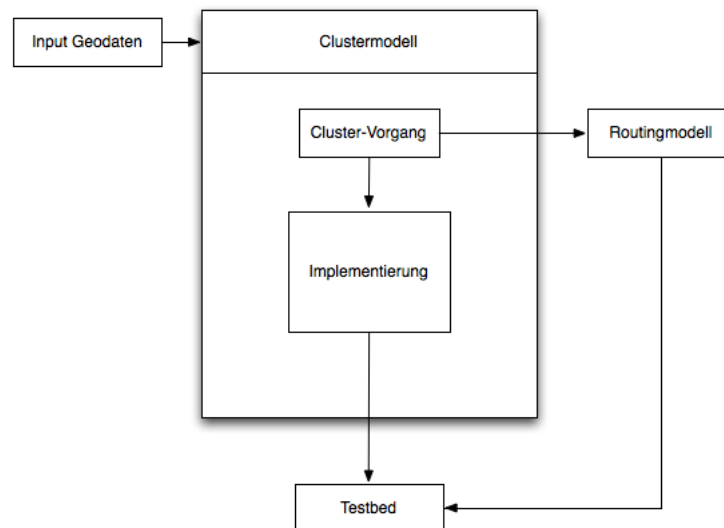 Input Geodaten
Clustermodell
Cluster-Vorgang
Routingmodell
Implementierung
Testbed